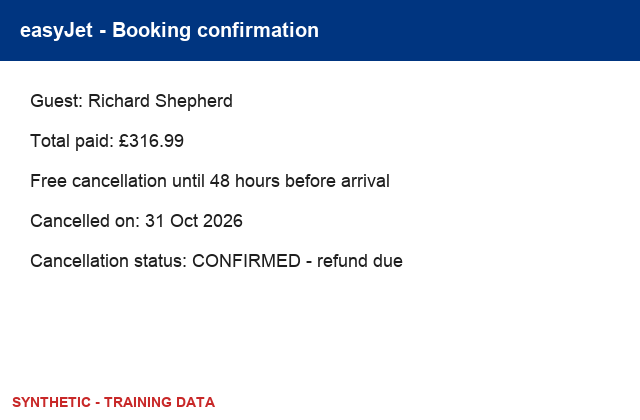 easyJet - Booking confirmation
Guest: Richard Shepherd
Total paid: £316.99
Free cancellation until 48 hours before arrival
Cancelled on: 31 Oct 2026
Cancellation status: CONFIRMED - refund due
SYNTHETIC - TRAINING DATA